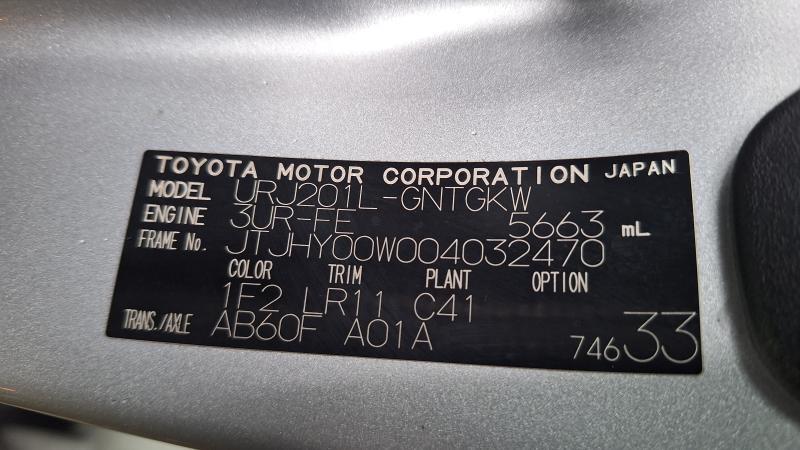 TOYOTA MOTOR CORPORATION JAPAN
MODEL URJ201L-GNTGKW
ENGINE 3UR-FE 5663 mL
FRAME No. JTJHY00W004032470
COLOR TRIM PLANT OPTION
1F2 LR11 C41
TRANS./AXLE AB60F A01A
74633